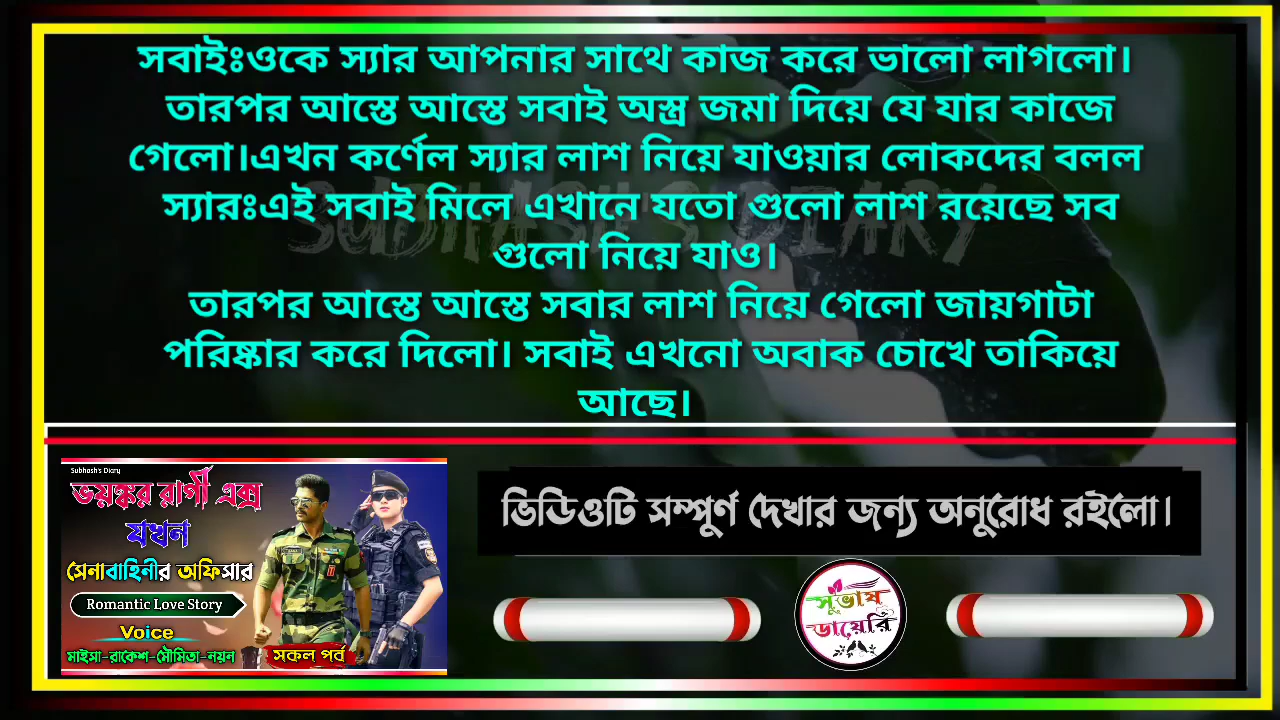 সবাইঃওকে স্যার আপনার সাথে কাজ করে ভালো লাগলো।
তারপর আস্তে আস্তে সবাই অস্ত্র জমা দিয়ে যে যার কাজে
গেলো।এখন কর্ণেল স্যার লাশ নিয়ে যাওয়ার লোকদের বলল
স্যারঃএই সবাই মিলে এখানে যতো গুলো লাশ রয়েছে সব
গুলো নিয়ে যাও।
তারপর আস্তে আস্তে সবার লাশ নিয়ে গেলো জায়গাটা
পরিষ্কার করে দিলো। সবাই এখনো অবাক চোখে তাকিয়ে
আছে।
SUBHASH'S DIARY
Subhash's Diary
ভয়ঙ্কর রাগী এক্স
যখন
সেনাবাহিনীর অফিসার
Romantic Love Story
Voice
মাইসা-রাকেশ-মৌমিতা-নয়ন
সকল পর্ব
ভিডিওটি সম্পুর্ণ দেখার জন্য অনুরোধ রইলো।
সুভাষ
ডায়েরি